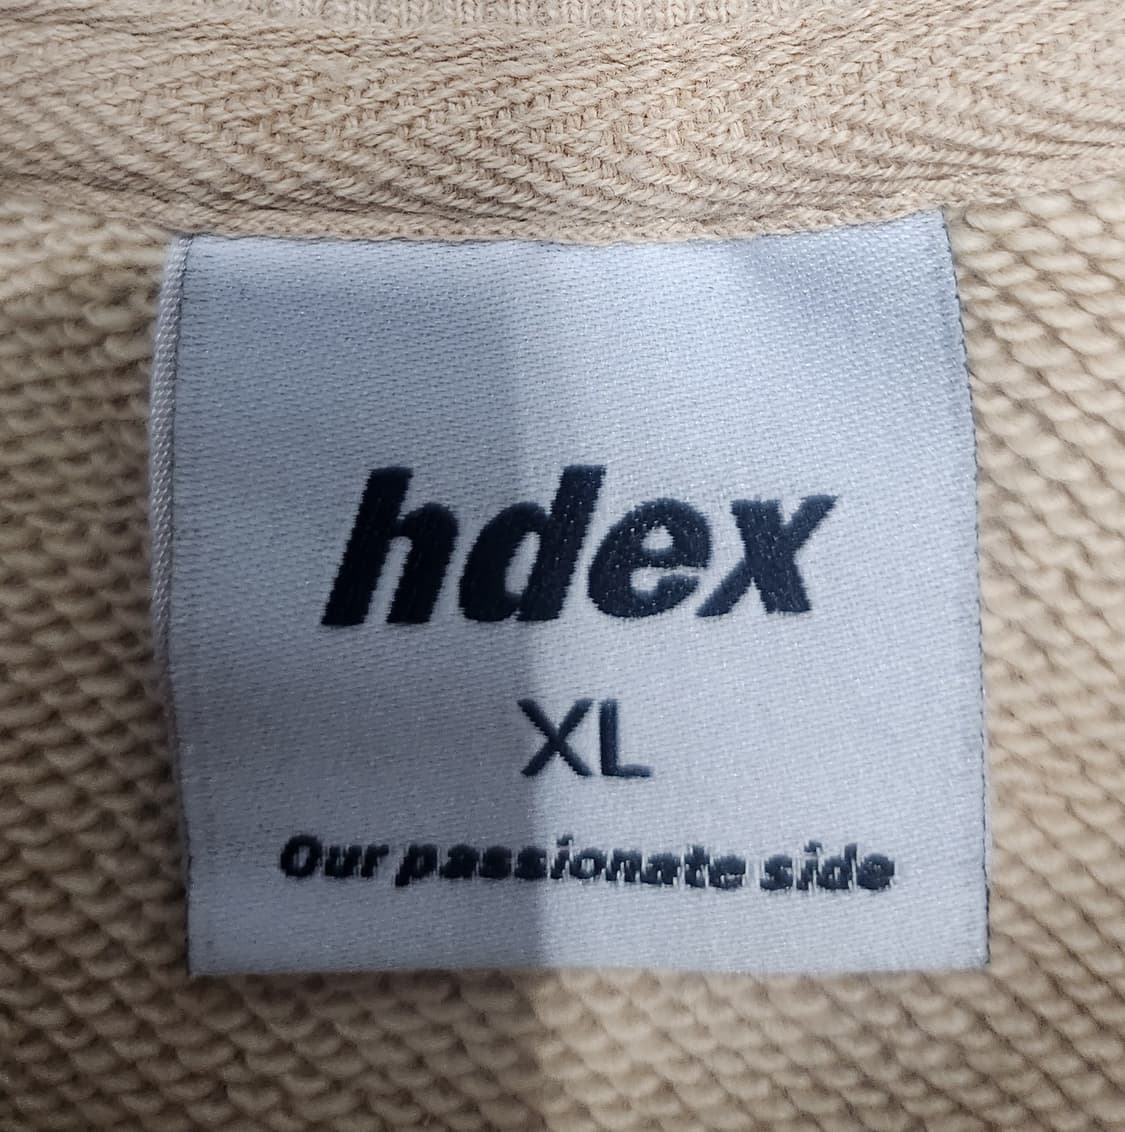 hdex
XL
Our passionate side